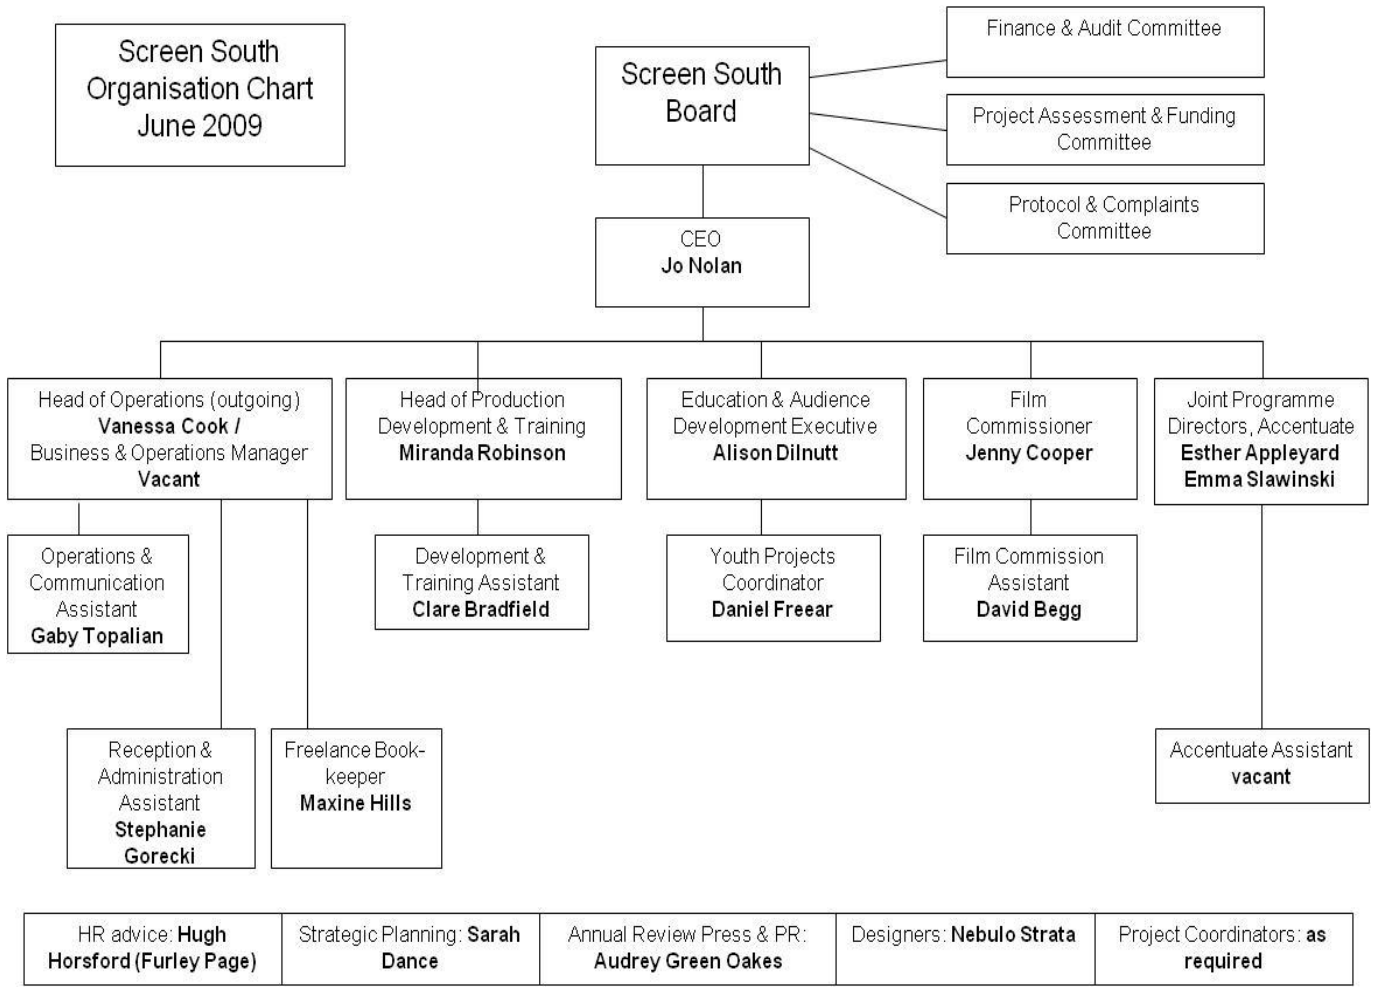 Screen South
Organisation Chart
June 2009
Screen South
Board
Finance & Audit Committee
Project Assessment & Funding
Committee
Protocol & Complaints
Committee
CEO
Jo Nolan
Head of Operations (outgoing)
Vanessa Cook /
Business & Operations Manager
Vacant
Head of Production
Development & Training
Miranda Robinson
Education & Audience
Development Executive
Alison Dilnutt
Film
Commissioner
Jenny Cooper
Joint Programme
Directors, Accentuate
Esther Appleyard
Emma Slawinski
Operations &
Communication
Assistant
Gaby Topalian
Development &
Training Assistant
Clare Bradfield
Youth Projects
Coordinator
Daniel Freear
Film Commission
Assistant
David Begg
Reception &
Administration
Assistant
Stephanie
Gorecki
Freelance Book-
keeper
Maxine Hills
Accentuate Assistant
vacant
HR advice: Hugh
Horsford (Furley Page)
Strategic Planning: Sarah
Dance
Annual Review Press & PR:
Audrey Green Oakes
Designers: Nebulo Strata
Project Coordinators: as
required